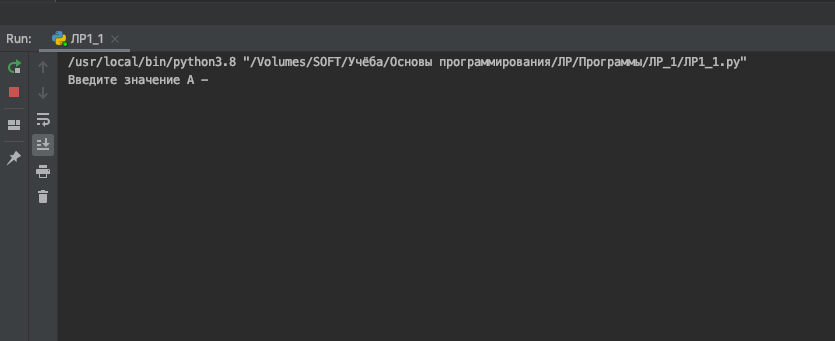 Run: ЛР1_1
/usr/local/bin/python3.8 "/Volumes/SOFT/Учёба/Основы программирования/ЛР/Программы/ЛР_1/ЛР1_1.py"
Введите значение A -